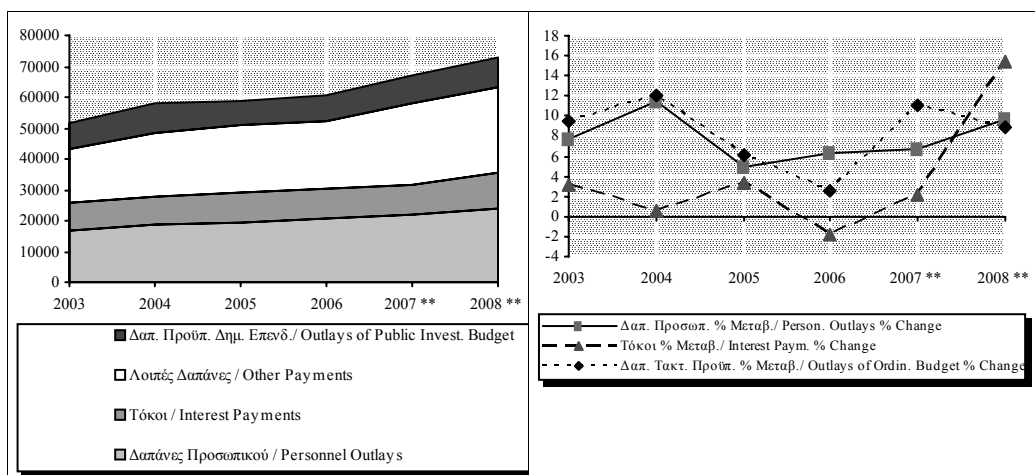 80000
70000
60000
50000
40000
30000
20000
10000
0
2003 2004 2005 2006 2007 ** 2008 **
Δαπ. Προϋπ. Δημ. Επενδ./ Outlays of Public Invest. Budget
Λοιπές Δαπάνες / Other Payments
Τόκοι / Interest Payments
Δαπάνες Προσωπικού / Personnel Outlays
18
16
14
12
10
8
6
4
2
0
-2
-4
2003 2004 2005 2006 2007 ** 2008 **
Δαπ. Προσωπ. % Μεταβ./ Person. Outlays % Change
Τόκοι % Μεταβ./ Interest Paym. % Change
Δαπ. Τακτ. Προϋπ. % Μεταβ./ Outlays of Ordin. Budget % Change